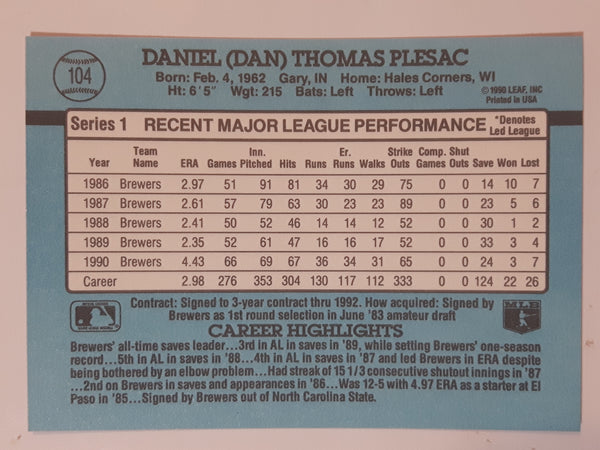 104
DANIEL (DAN) THOMAS PLESAC
Born: Feb. 4, 1962 Gary, IN Home: Hales Corners, WI
Ht: 6'5" Wgt: 215 Bats: Left Throws: Left
©1990 LEAF, INC
Printed in USA
Series 1 RECENT MAJOR LEAGUE PERFORMANCE *Denotes Led League
Year Team Name ERA Games Inn. Pitched Hits Runs Er. Runs Walks Strike Outs Comp. Games Shut Outs Save Won Lost
1986 Brewers 2.97 51 91 81 34 30 29 75 0 0 14 10 7
1987 Brewers 2.61 57 79 63 30 23 23 89 0 0 23 5 6
1988 Brewers 2.41 50 52 46 14 14 12 52 0 0 30 1 2
1989 Brewers 2.35 52 61 47 16 16 17 52 0 0 33 3 4
1990 Brewers 4.43 66 69 67 36 34 31 65 0 0 24 3 7
Career 2.98 276 353 304 130 117 112 333 0 0 124 22 26
Contract: Signed to 3-year contract thru 1992. How acquired: Signed by
Brewers as 1st round selection in June '83 amateur draft
MLB
CAREER HIGHLIGHTS
Brewers' all-time saves leader...3rd in AL in saves in '89, while setting Brewers' one-season
record...5th in AL in saves in '88...4th in AL in saves in '87 and led Brewers in ERA despite
being bothered by an elbow problem...Had streak of 15 1/3 consecutive shutout innings in '87
...2nd on Brewers in saves and appearances in '86...Was 12-5 with 4.97 ERA as a starter at El
Paso in '85...Signed by Brewers out of North Carolina State.